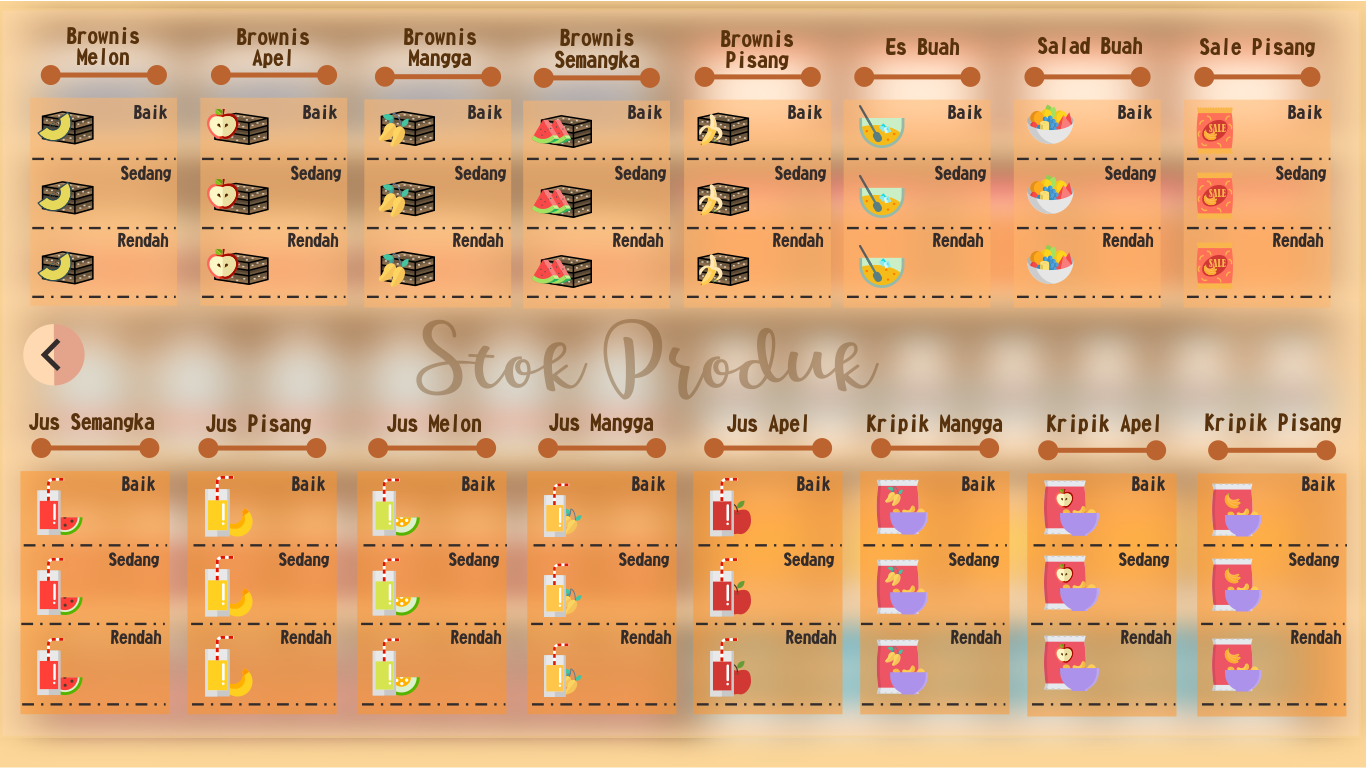 Brownis
Melon
Brownis
Apel
Brownis
Mangga
Brownis
Semangka
Brownis
Pisang
Es Buah
Salad Buah
Sale Pisang
Baik
Baik
Baik
Baik
Baik
Baik
Baik
SALE
Baik
Sedang
Sedang
Sedang
Sedang
Sedang
Sedang
Sedang
SALE
Sedang
Rendah
Rendah
Rendah
Rendah
Rendah
Rendah
Rendah
SALE
Rendah
Stok Produk
Jus Semangka
Jus Pisang
Jus Melon
Jus Mangga
Jus Apel
Kripik Mangga
Kripik Apel
Kripik Pisang
Baik
Baik
Baik
Baik
Baik
Baik
Baik
Baik
Sedang
Sedang
Sedang
Sedang
Sedang
Sedang
Sedang
Sedang
Rendah
Rendah
Rendah
Rendah
Rendah
Rendah
Rendah
Rendah